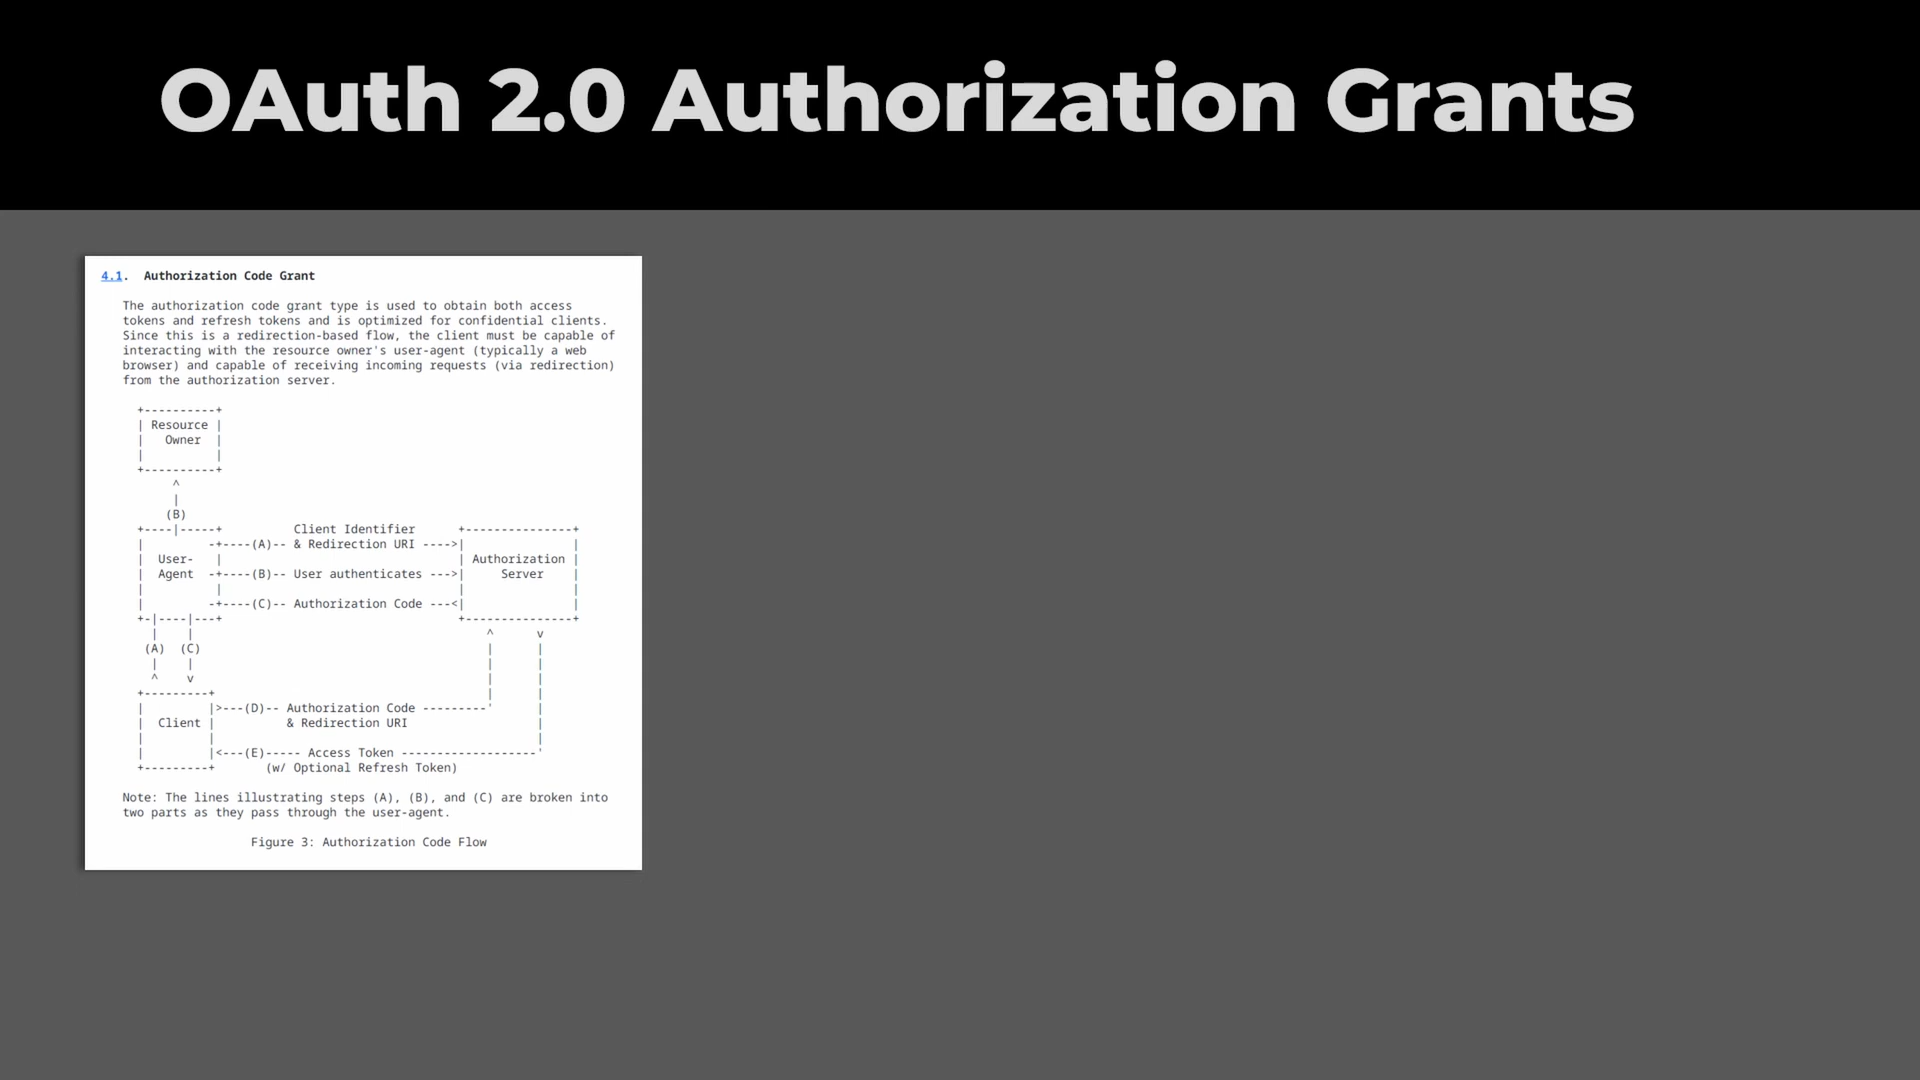 OAuth 2.0 Authorization Grants
4.1.  Authorization Code Grant
   The authorization code grant type is used to obtain both access
   tokens and refresh tokens and is optimized for confidential clients.
   Since this is a redirection-based flow, the client must be capable of
   interacting with the resource owner's user-agent (typically a web
   browser) and capable of receiving incoming requests (via redirection)
   from the authorization server.
     +----------+
     | Resource |
     |   Owner  |
     |          |
     +----------+
          ^
          |
         (B)
     +----|-----+          Client Identifier      +---------------+
     |         -+----(A)-- & Redirection URI ---->|               |
     |  User-   |                                 | Authorization |
     |  Agent  -+----(B)-- User authenticates --->|     Server    |
     |          |                                 |               |
     |         -+----(C)-- Authorization Code ---<|               |
     +-|----|---+                                 +---------------+
       |    |                                         ^      v
      (A)  (C)                                        |      |
       |    |                                         |      |
       ^    v                                         |      |
     +---------+                                      |      |
     |         |>---(D)-- Authorization Code ---------'      |
     |  Client |          & Redirection URI                  |
     |         |                                             |
     |         |<---(E)----- Access Token -------------------'
     +---------+       (w/ Optional Refresh Token)
   Note: The lines illustrating steps (A), (B), and (C) are broken into
   two parts as they pass through the user-agent.
                     Figure 3: Authorization Code Flow